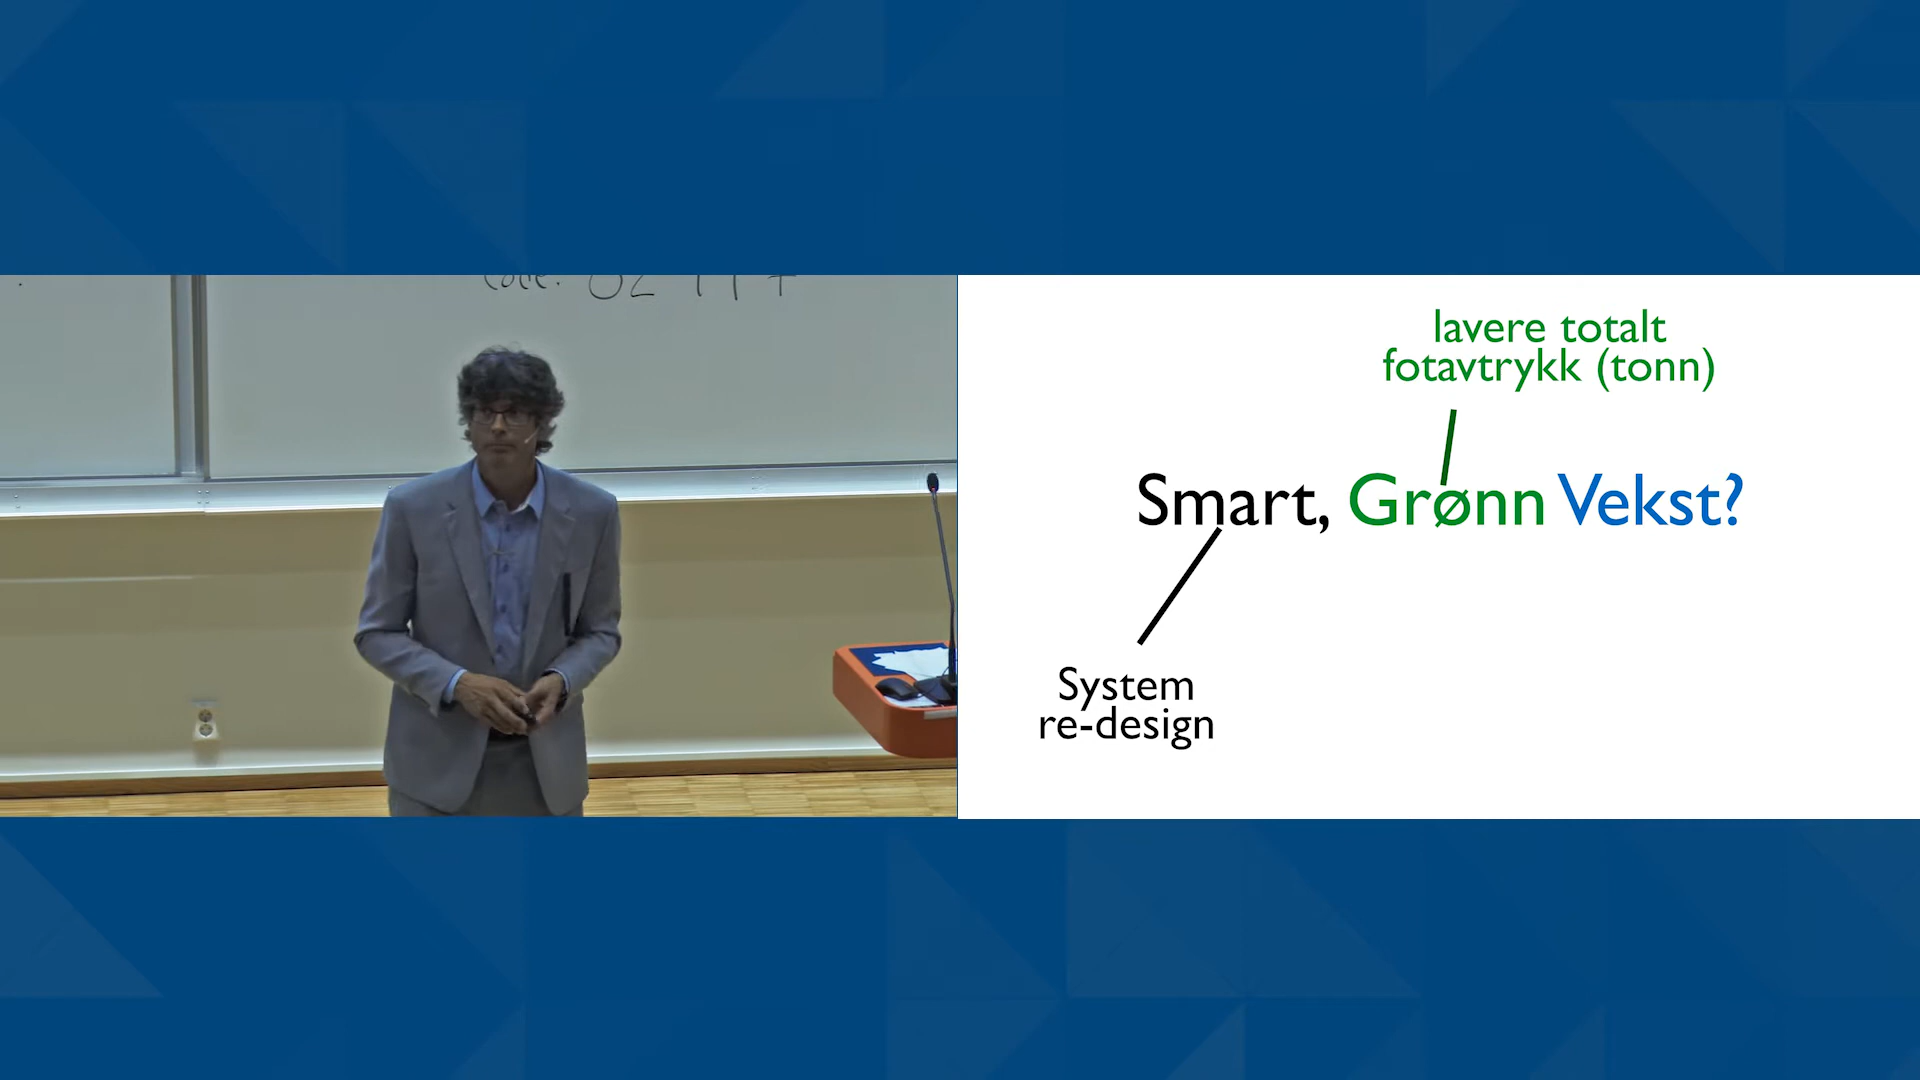 lavere totalt
fotavtrykk (tonn)
Smart, Grønn Vekst?
System
re-design